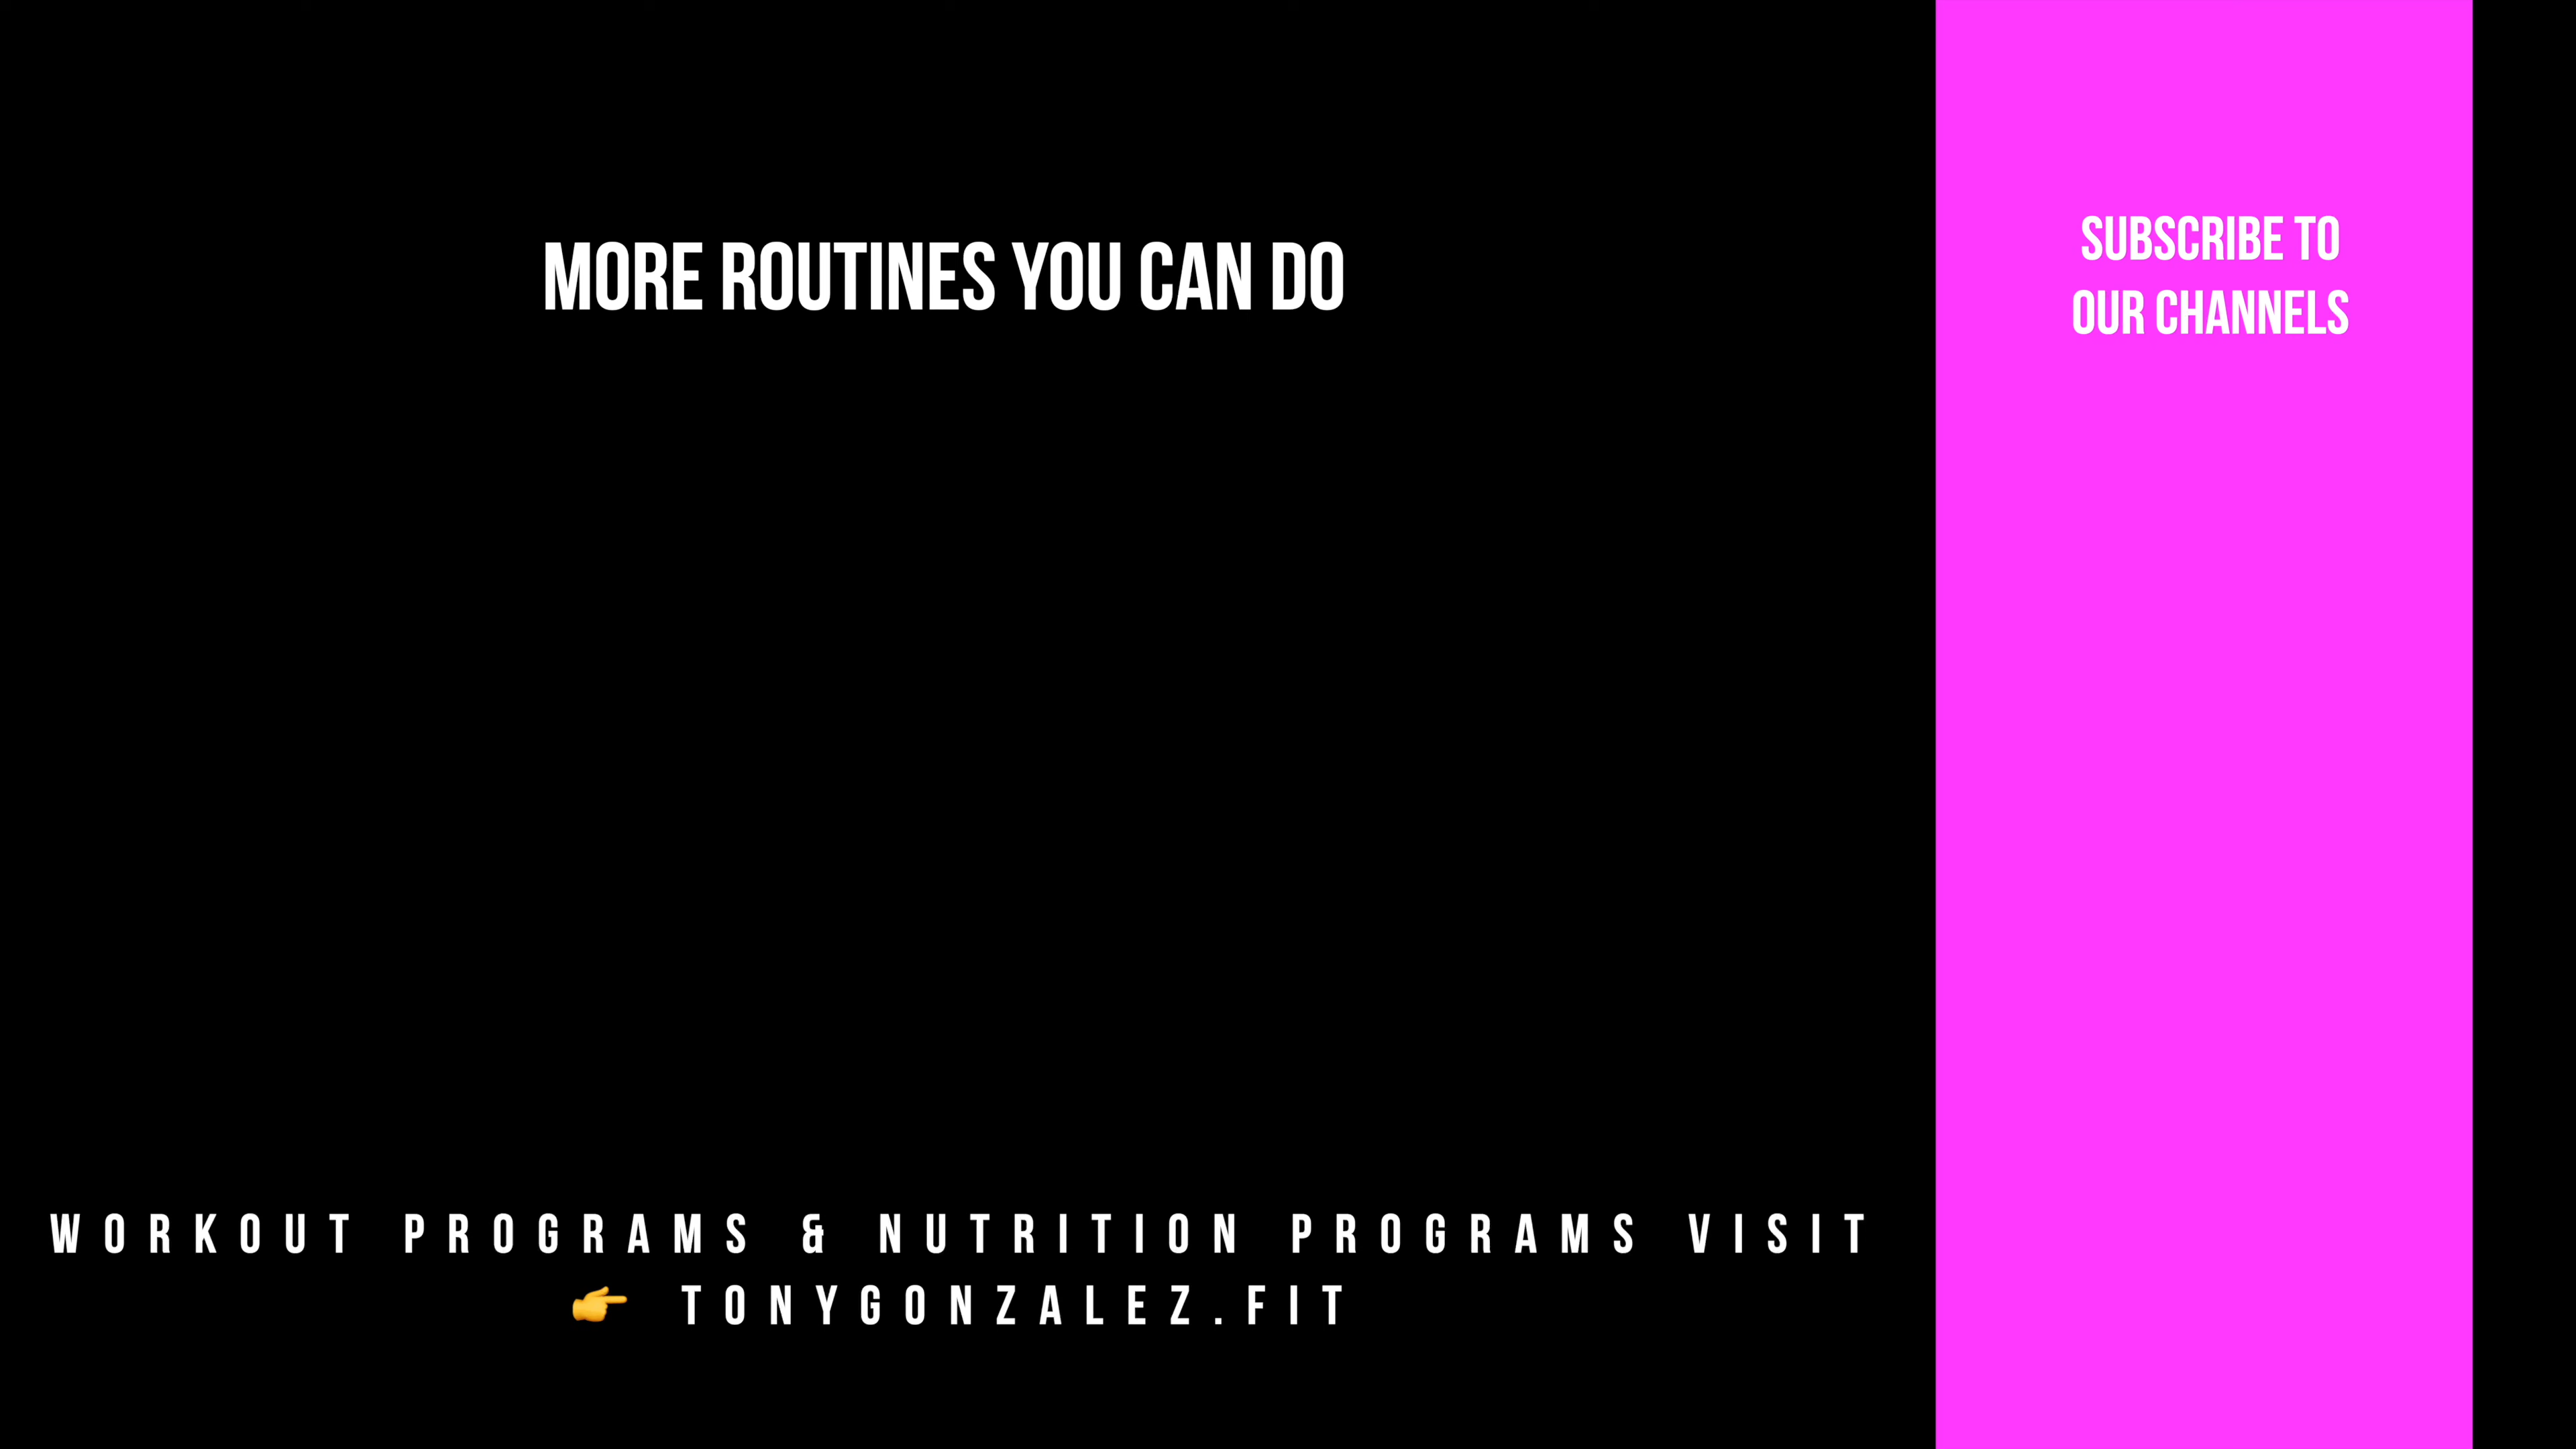 MORE ROUTINES YOU CAN DO
SUBSCRIBE TO
OUR CHANNELS
WORKOUT PROGRAMS & NUTRITION PROGRAMS VISIT
👉 TONYGONZALEZ.FIT